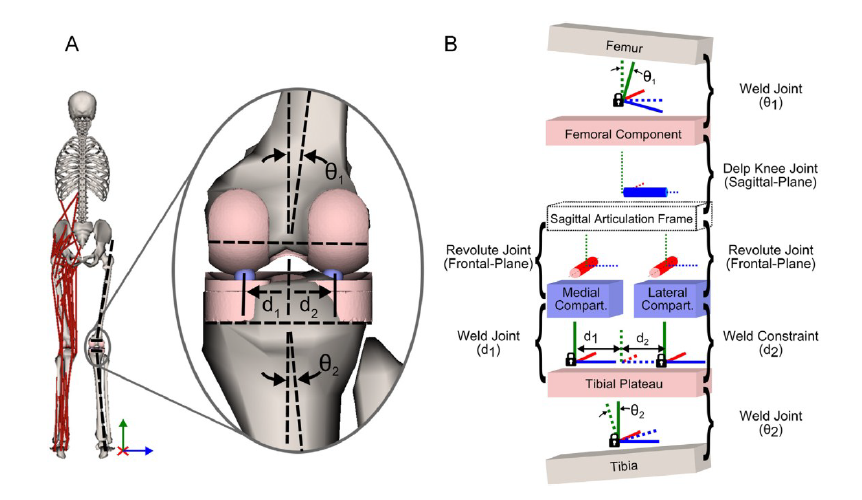 A
θ1
d1
d2
θ2
B
Femur
θ1
Weld Joint
(θ1)
Femoral Component
Delp Knee Joint
(Sagittal-Plane)
Sagittal Articulation Frame
Revolute Joint
(Frontal-Plane)
Revolute Joint
(Frontal-Plane)
Medial
Compart.
Lateral
Compart.
Weld Joint
(d1)
d1
d2
Weld Constraint
(d2)
Tibial Plateau
θ2
Weld Joint
(θ2)
Tibia